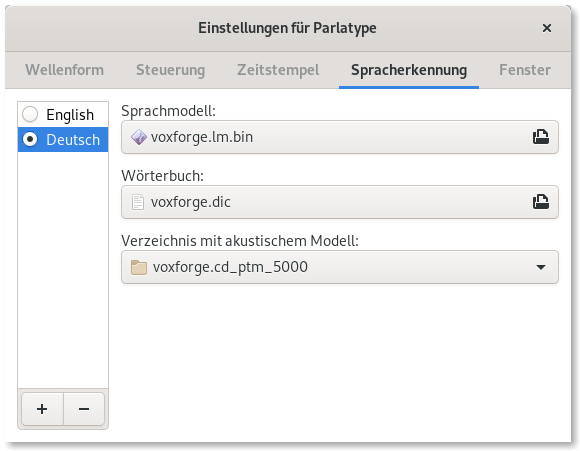 Einstellungen für Parlatype
Wellenform Steuerung Zeitstempel Spracherkennung Fenster
English
Deutsch
Sprachmodell:
voxforge.lm.bin
Wörterbuch:
voxforge.dic
Verzeichnis mit akustischem Modell:
voxforge.cd_ptm_5000